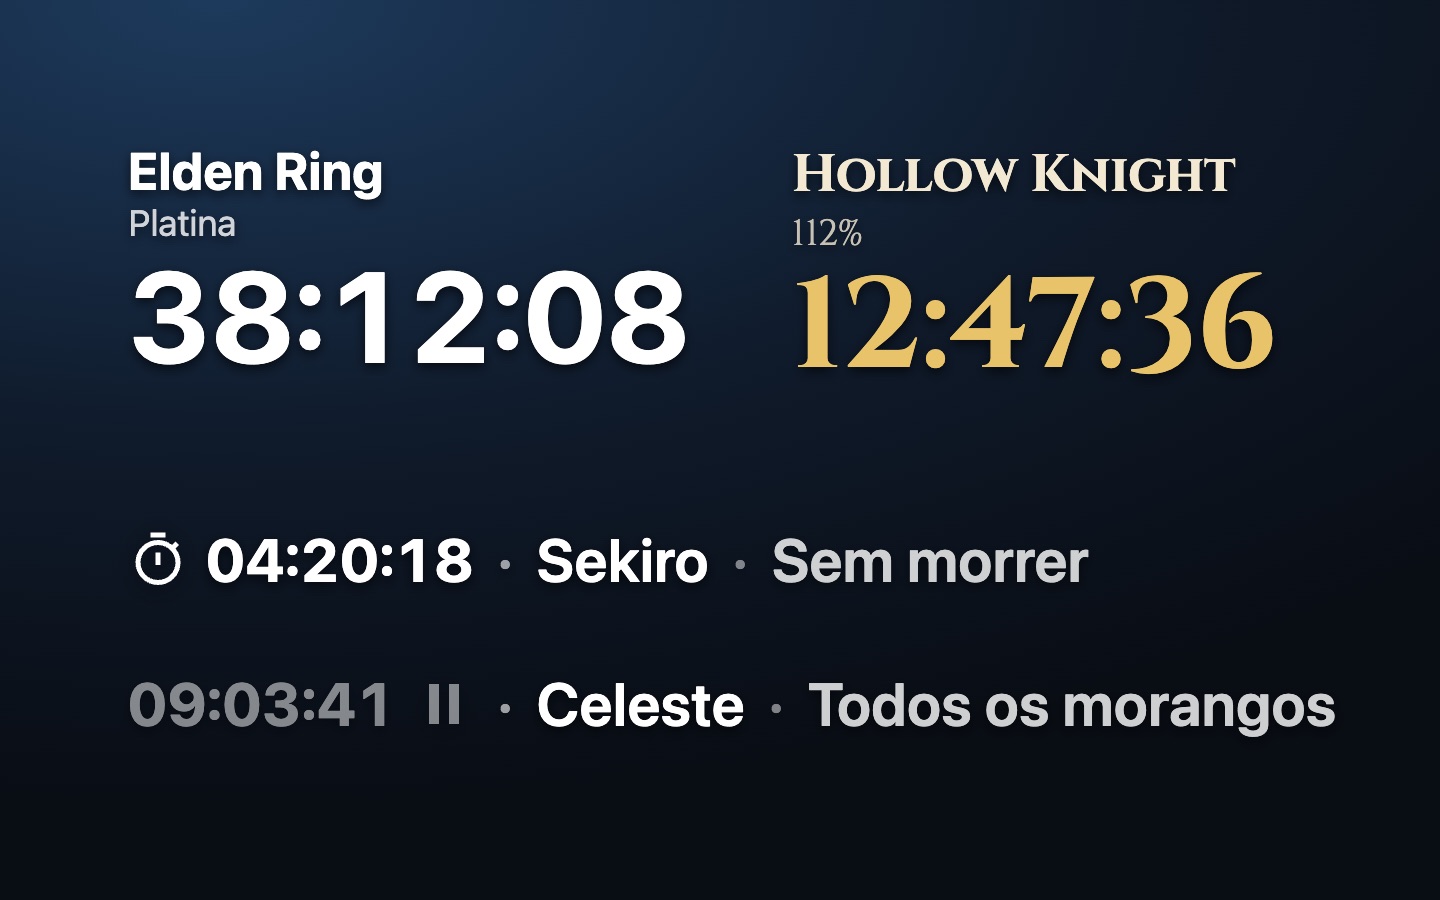 Elden Ring
Platina
38:12:08
Hollow Knight
112%
12:47:36
04:20:18 · Sekiro · Sem morrer
09:03:41 · Celeste · Todos os morangos